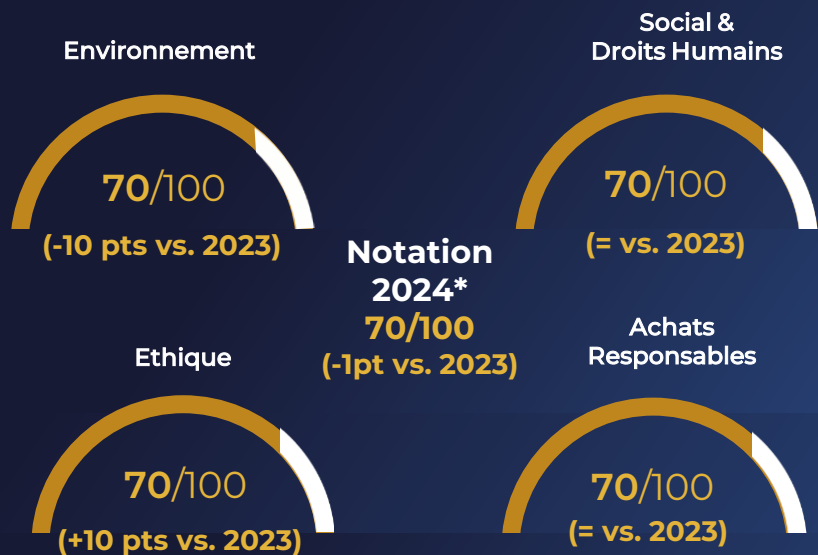 Environnement
70/100
(-10 pts vs. 2023)
Social &
Droits Humains
70/100
(= vs. 2023)
Notation
2024*
70/100
(-1pt vs. 2023)
Ethique
70/100
(+10 pts vs. 2023)
Achats
Responsables
70/100
(= vs. 2023)